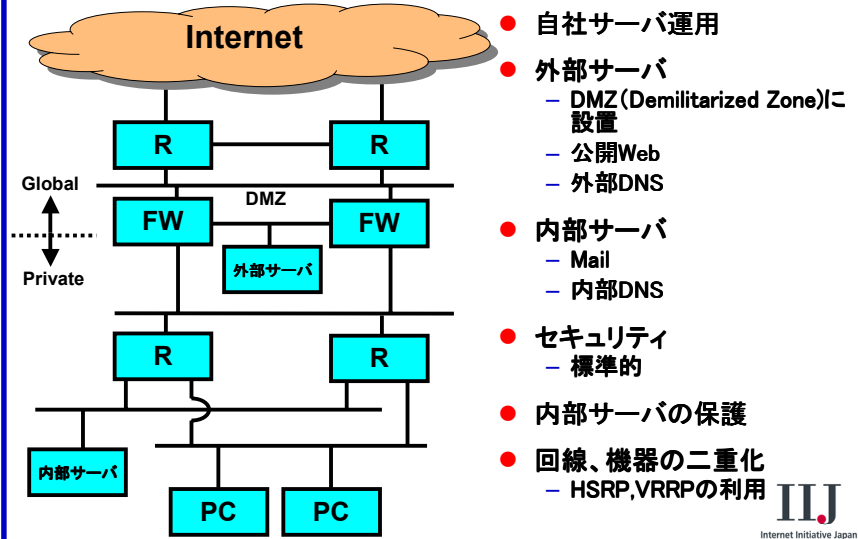 Internet
R
R
Global
DMZ
FW
FW
外部サーバ
Private
R
R
内部サーバ
PC
PC
● 自社サーバ運用
● 外部サーバ
– DMZ(Demilitarized Zone)に
設置
– 公開Web
– 外部DNS
● 内部サーバ
– Mail
– 内部DNS
● セキュリティ
– 標準的
● 内部サーバの保護
● 回線、機器の二重化
– HSRP,VRRPの利用
IIJ
Internet Initiative Japan